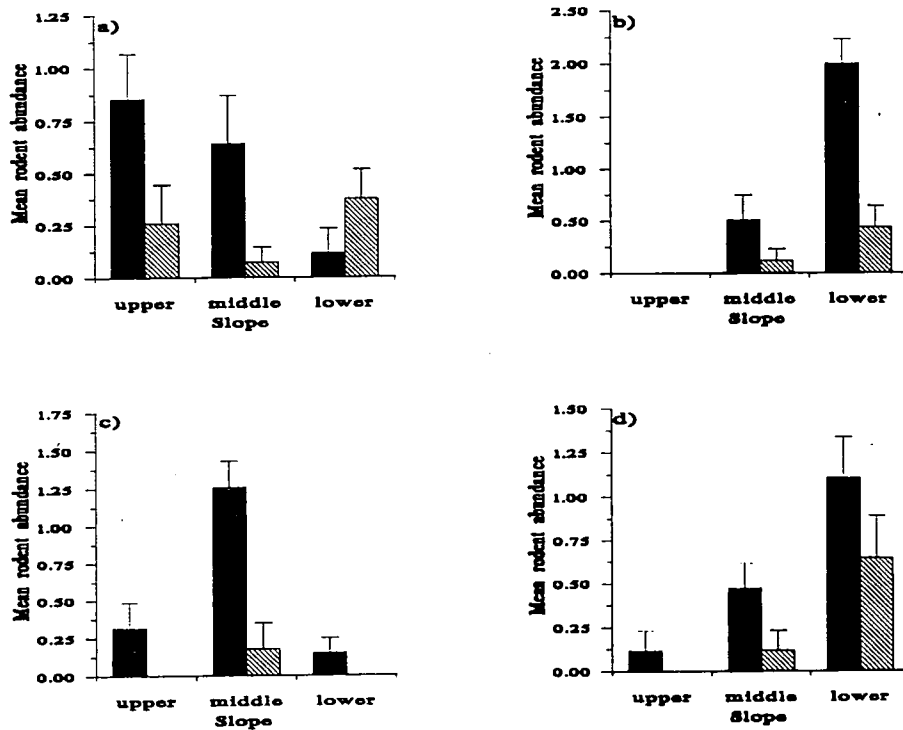 a)
Mean rodent abundance
1.25
1.00
0.75
0.50
0.25
0.00
upper middle lower
Slope
b)
Mean rodent abundance
2.50
2.00
1.50
1.00
0.50
0.00
upper middle lower
Slope
c)
Mean rodent abundance
1.75
1.50
1.25
1.00
0.75
0.50
0.25
0.00
upper middle lower
Slope
d)
Mean rodent abundance
1.50
1.25
1.00
0.75
0.50
0.25
0.00
upper middle lower
Slope